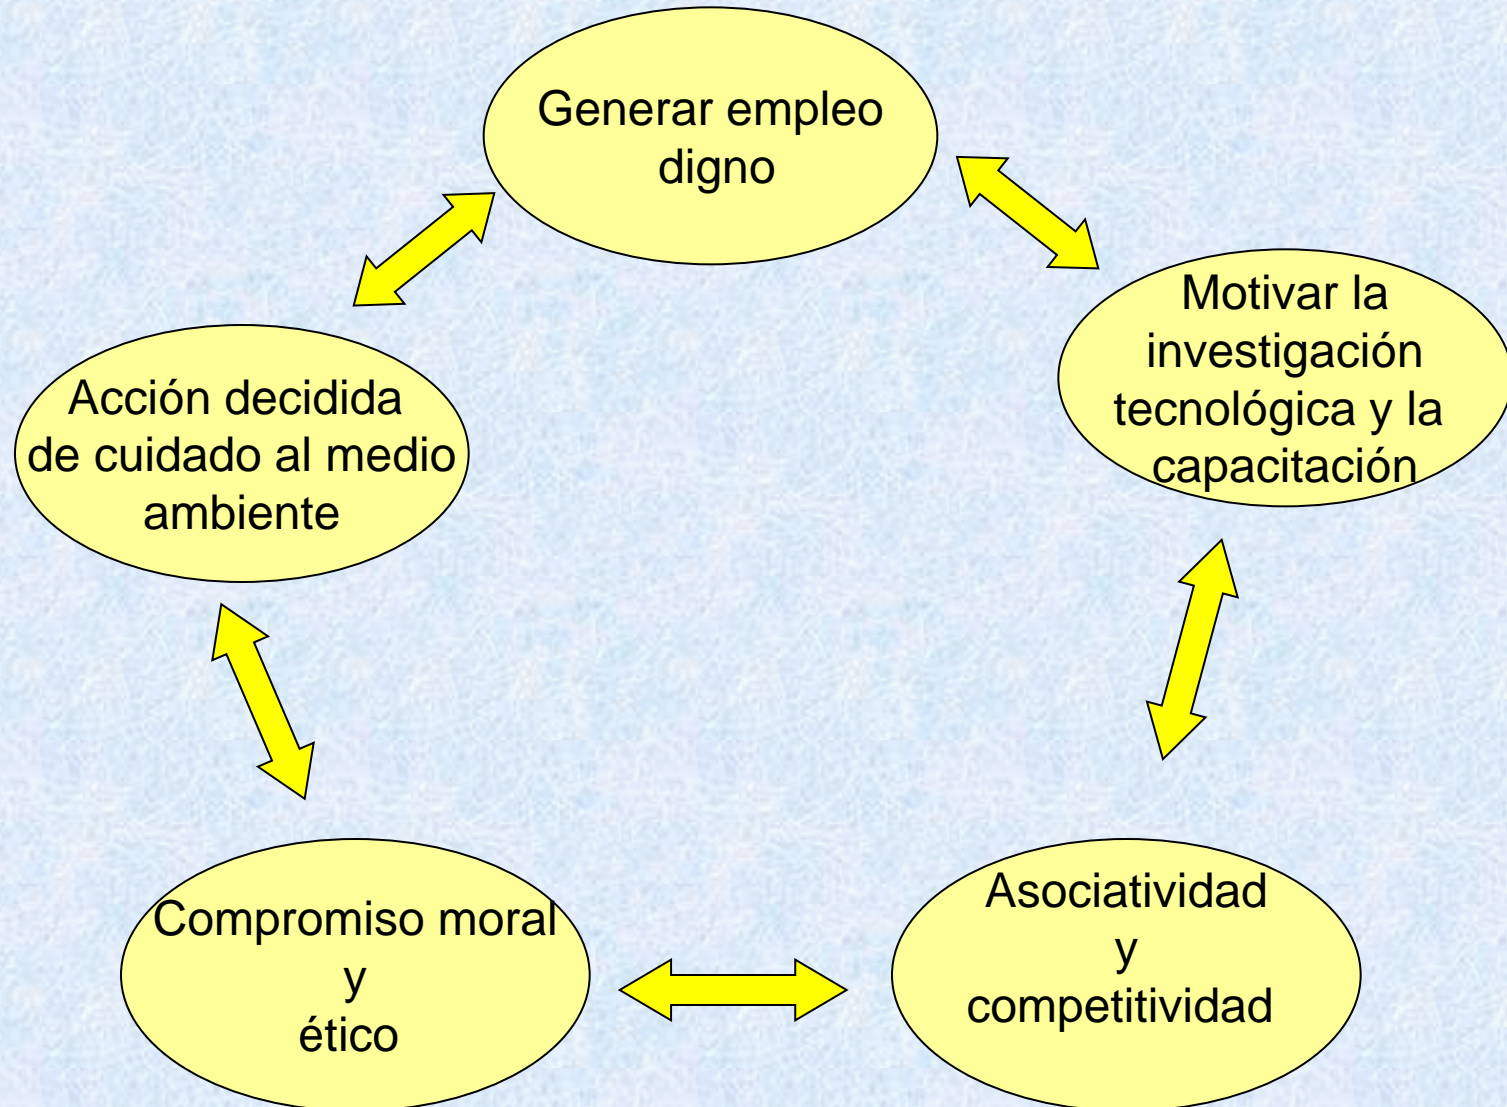 Generar empleo
digno
Motivar la
investigación
tecnológica y la
capacitación
Acción decidida
de cuidado al medio
ambiente
Compromiso moral
y
ético
Asociatividad
y
competitividad